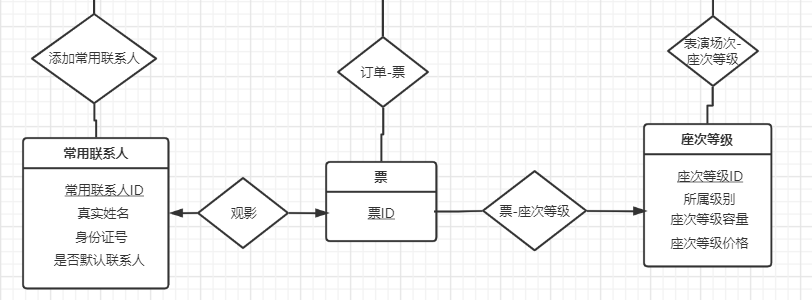 添加常用联系人
订单-票
表演场次-
座次等级
常用联系人
常用联系人ID
真实姓名
身份证号
是否默认联系人
观影
票
票ID
票-座次等级
座次等级
座次等级ID
所属级别
座次等级容量
座次等级价格